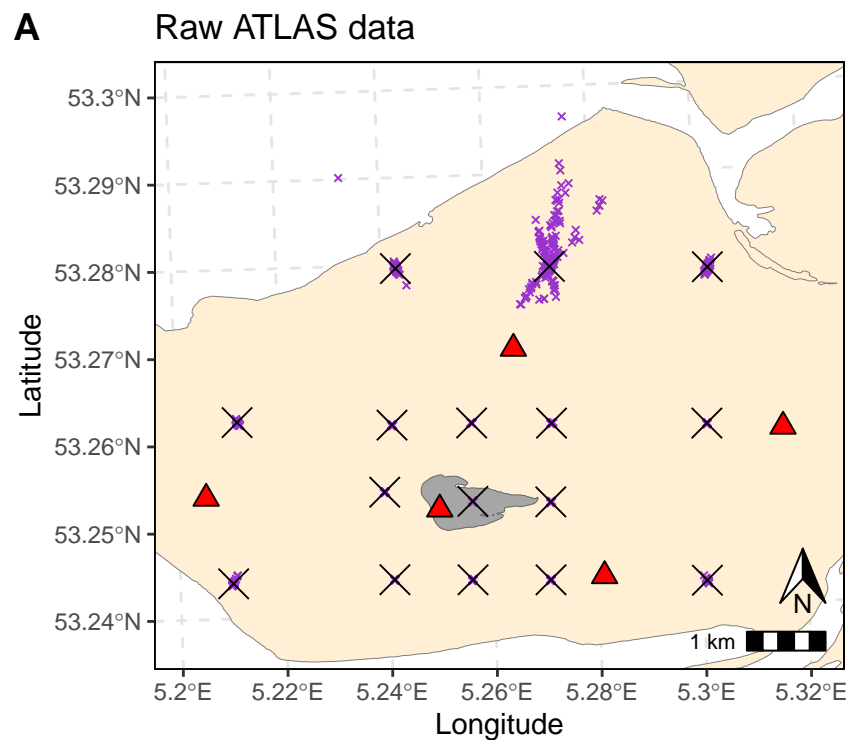 A Raw ATLAS data
53.3°N
53.29°N
53.28°N
53.27°N
53.26°N
53.25°N
53.24°N
Latitude
N
1 km
5.2°E 5.22°E 5.24°E 5.26°E 5.28°E 5.3°E 5.32°E
Longitude